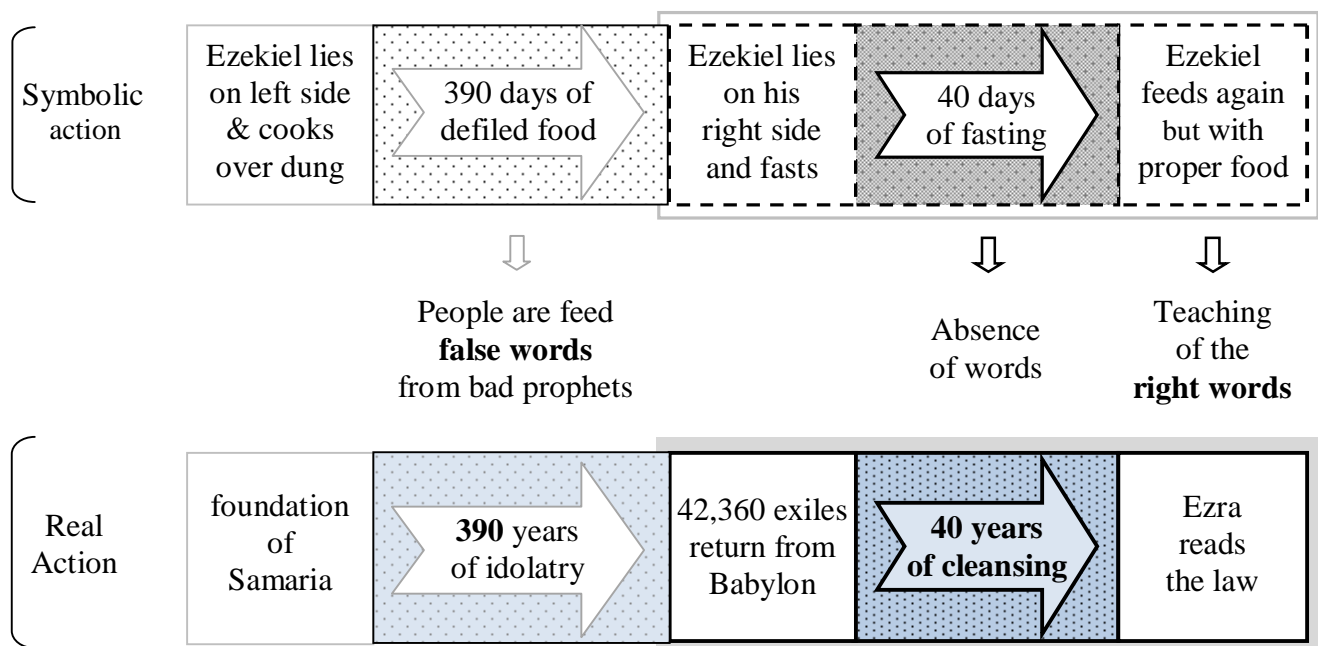 Symbolic
action
Ezekiel lies
on left side
& cooks
over dung
390 days of
defiled food
Ezekiel lies
on his
right side
and fasts
40 days
of fasting
Ezekiel
feeds again
but with
proper food
People are feed
false words
from bad prophets
Absence
of words
Teaching
of the
right words
Real
Action
foundation
of
Samaria
390 years
of idolatry
42,360 exiles
return from
Babylon
40 years
of cleansing
Ezra
reads
the law